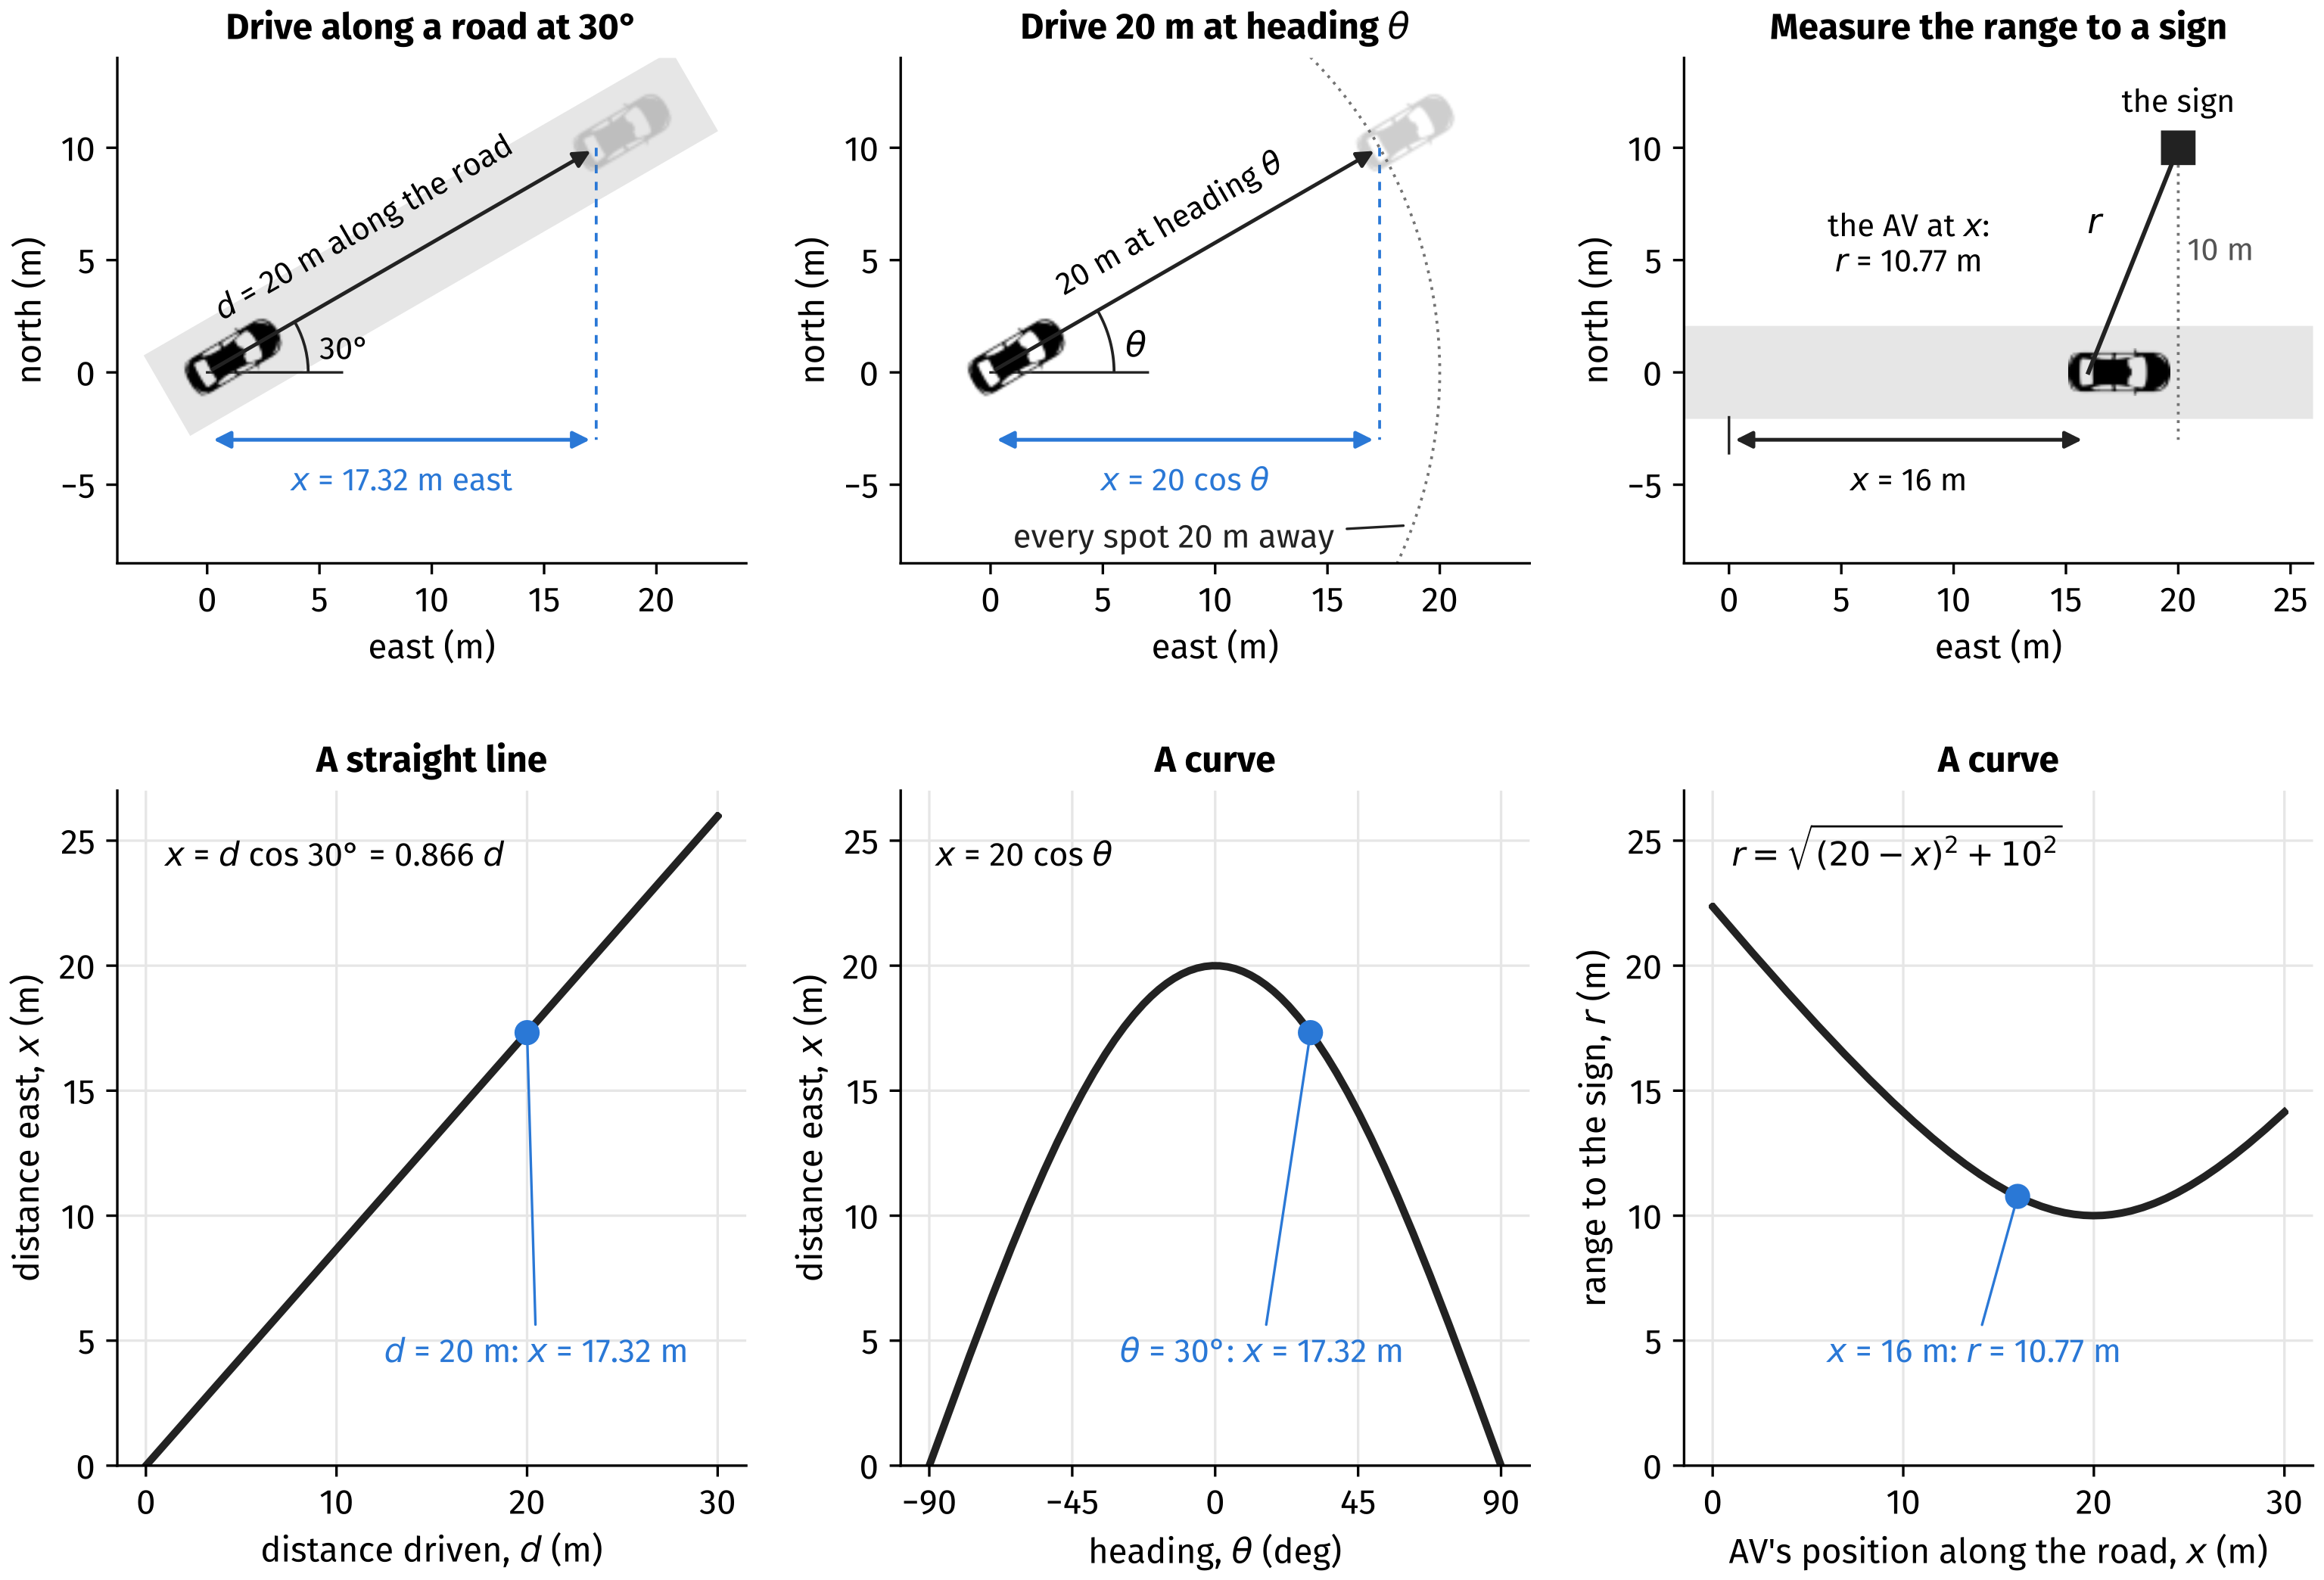 Drive along a road at 30°
north (m)
10
5
0
−5
d = 20 m along the road
30°
x = 17.32 m east
0 5 10 15 20
east (m)
Drive 20 m at heading θ
north (m)
10
5
0
−5
20 m at heading θ
θ
x = 20 cos θ
every spot 20 m away
0 5 10 15 20
east (m)
Measure the range to a sign
north (m)
10
5
0
−5
the sign
the AV at x:
r = 10.77 m
r
10 m
x = 16 m
0 5 10 15 20 25
east (m)
A straight line
distance east, x (m)
25
20
15
10
5
0
x = d cos 30° = 0.866 d
d = 20 m: x = 17.32 m
0 10 20 30
distance driven, d (m)
A curve
distance east, x (m)
25
20
15
10
5
0
x = 20 cos θ
θ = 30°: x = 17.32 m
−90 −45 0 45 90
heading, θ (deg)
A curve
range to the sign, r (m)
25
20
15
10
5
0
r = √(20 − x)² + 10²
x = 16 m: r = 10.77 m
0 10 20 30
AV's position along the road, x (m)